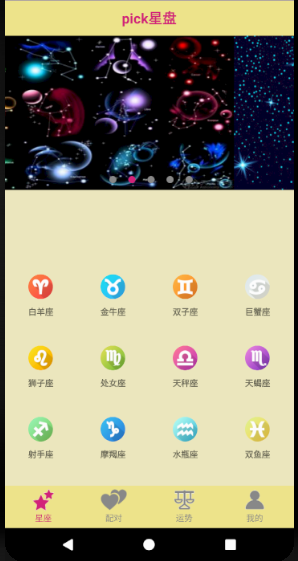 pick星盘
白羊座 金牛座 双子座 巨蟹座
狮子座 处女座 天秤座 天蝎座
射手座 摩羯座 水瓶座 双鱼座
星座 配对 运势 我的